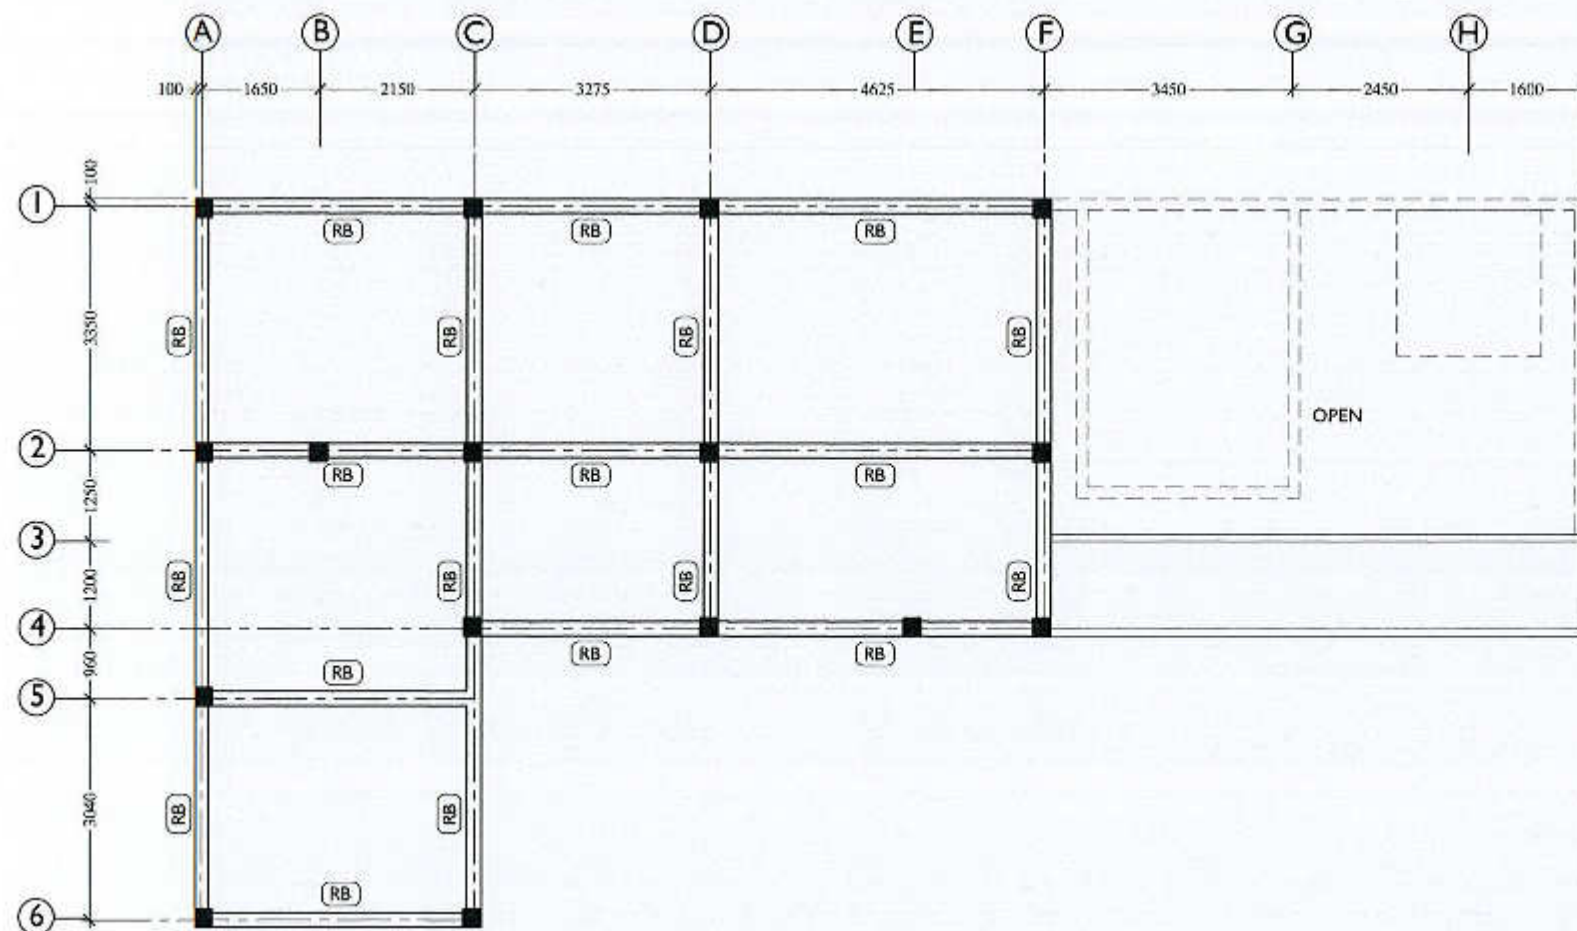 A B C D E F G H
100 1650 2150 3275 4625 3450 2450 1600
100
1
RB RB RB
3350
RB RB RB RB
OPEN
2
RB RB RB
1250
3
1200
RB RB RB RB
4
RB RB
960
RB
5
3040
RB RB
RB
6